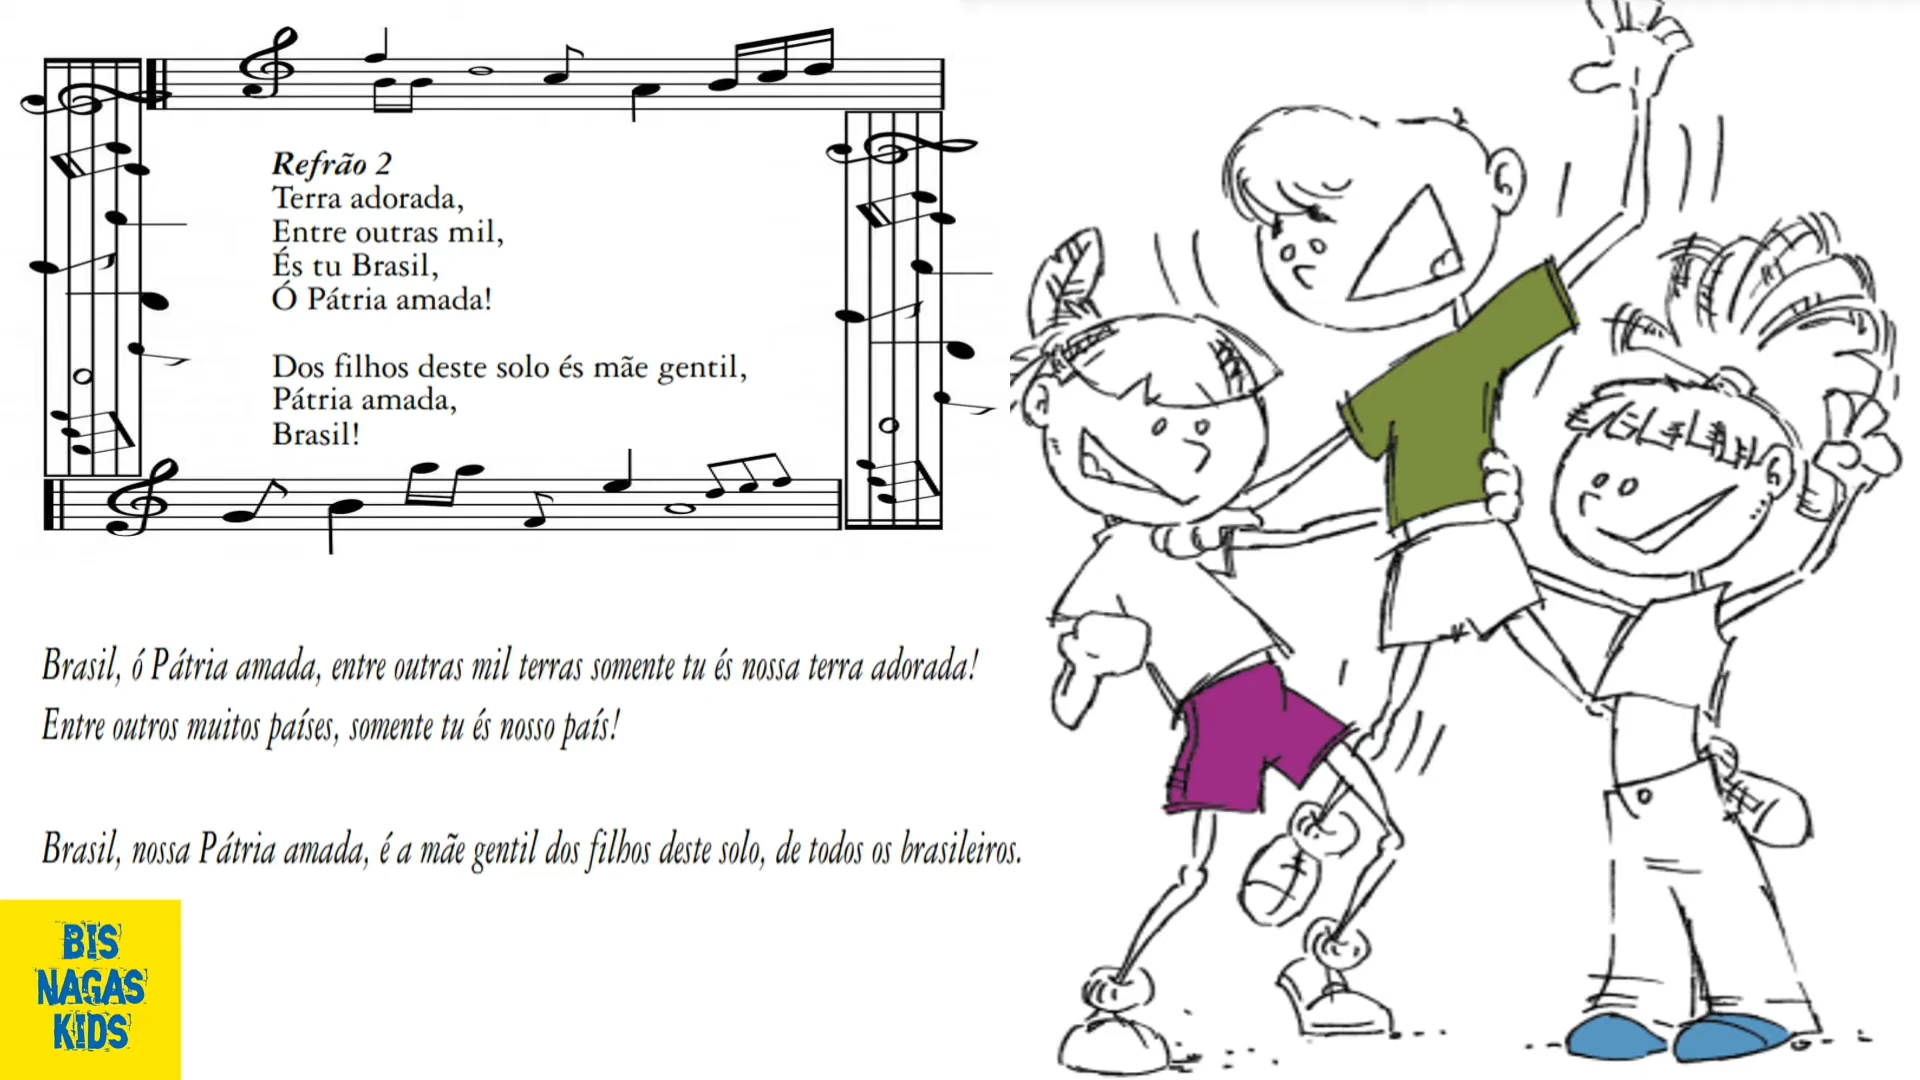 Refrão 2
Terra adorada,
Entre outras mil,
És tu Brasil,
Ó Pátria amada!
Dos filhos deste solo és mãe gentil,
Pátria amada,
Brasil!
Brasil, ó Pátria amada, entre outras mil terras somente tu és nossa terra adorada!
Entre outros muitos países, somente tu és nosso país!
Brasil, nossa Pátria amada, é a mãe gentil dos filhos deste solo, de todos os brasileiros.
BIS
NAGAS
KIDS